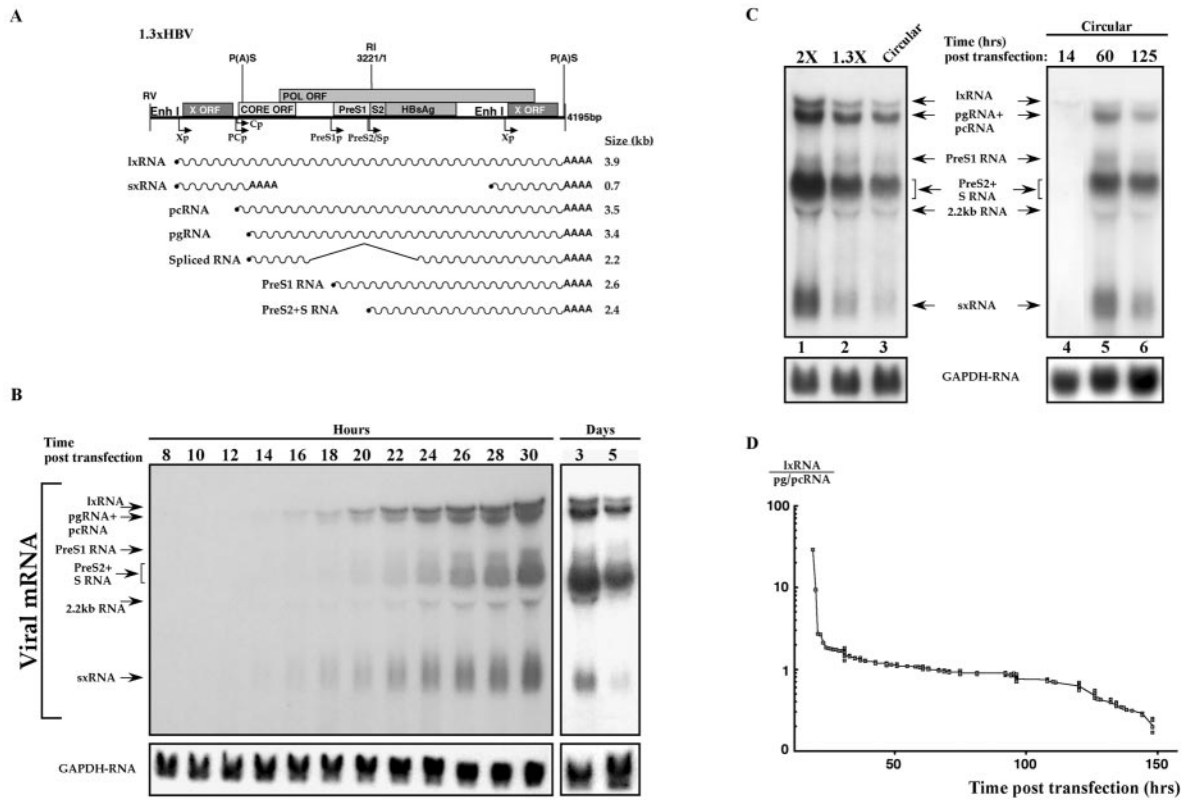 A
1.3xHBV
P(A)S
RI
3221/1
P(A)S
RV
Enh I
X ORF
CORE ORF
POL ORF
PreS1
S2
HBsAg
Enh I
X ORF
4195bp
Xp
PCp
Cp
PreS1p
PreS2/Sp
Xp
Size (kb)
lxRNA
AAAA
3.9
sxRNA
AAAA
AAAA
0.7
pcRNA
AAAA
3.5
pgRNA
AAAA
3.4
Spliced RNA
AAAA
2.2
PreS1 RNA
AAAA
2.6
PreS2+S RNA
AAAA
2.4
B
Time
post transfection
Hours
8 10 12 14 16 18 20 22 24 26 28 30
Days
3 5
Viral mRNA
lxRNA
pgRNA+
pcRNA
PreS1 RNA
PreS2+
S RNA
2.2kb RNA
sxRNA
GAPDH-RNA
C
2X 1.3X Circular
Time (hrs)
post transfection:
Circular
14 60 125
lxRNA
pgRNA+
pcRNA
PreS1 RNA
PreS2+
S RNA
2.2kb RNA
sxRNA
1 2 3
4 5 6
GAPDH-RNA
D
lxRNA
pg/pcRNA
100
10
1
0
50 100 150
Time post transfection (hrs)